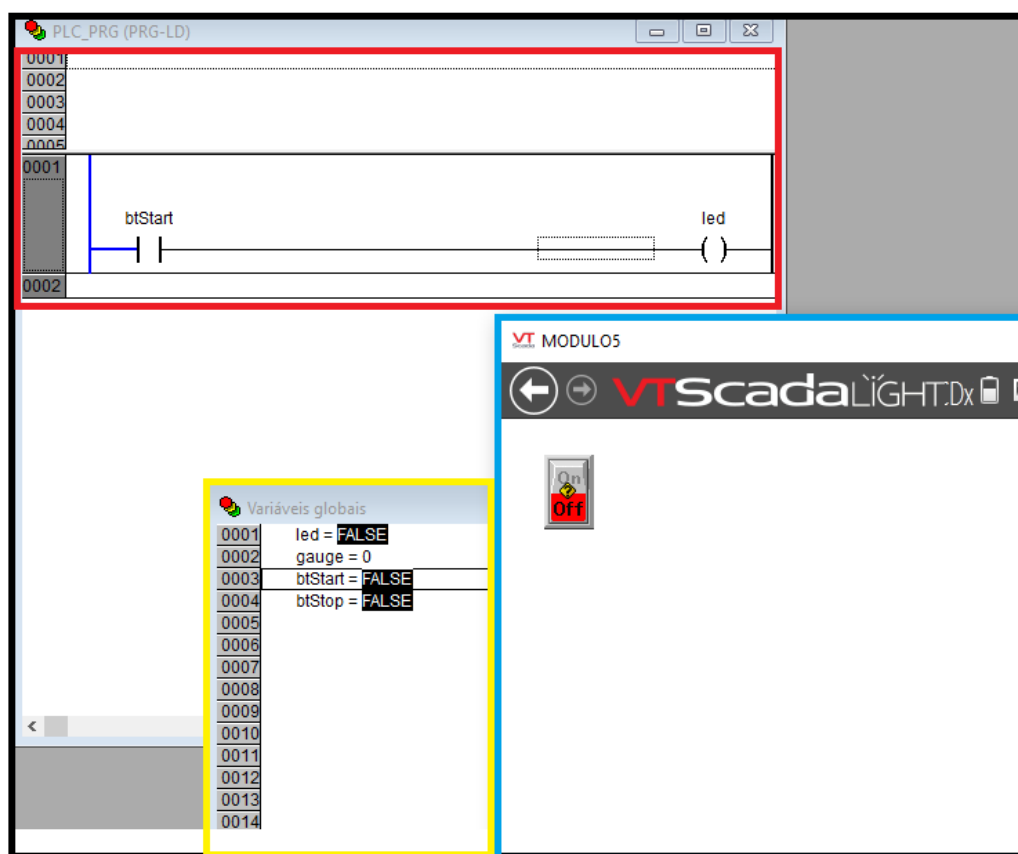 PLC_PRG (PRG-LD)
0001
0002
0003
0004
0005
0001
btStart led
0002
MODULO5
VTScadaLIGHT.Dx
On
Off
Variáveis globais
0001 led = FALSE
0002 gauge = 0
0003 btStart = FALSE
0004 btStop = FALSE
0005
0006
0007
0008
0009
0010
0011
0012
0013
0014